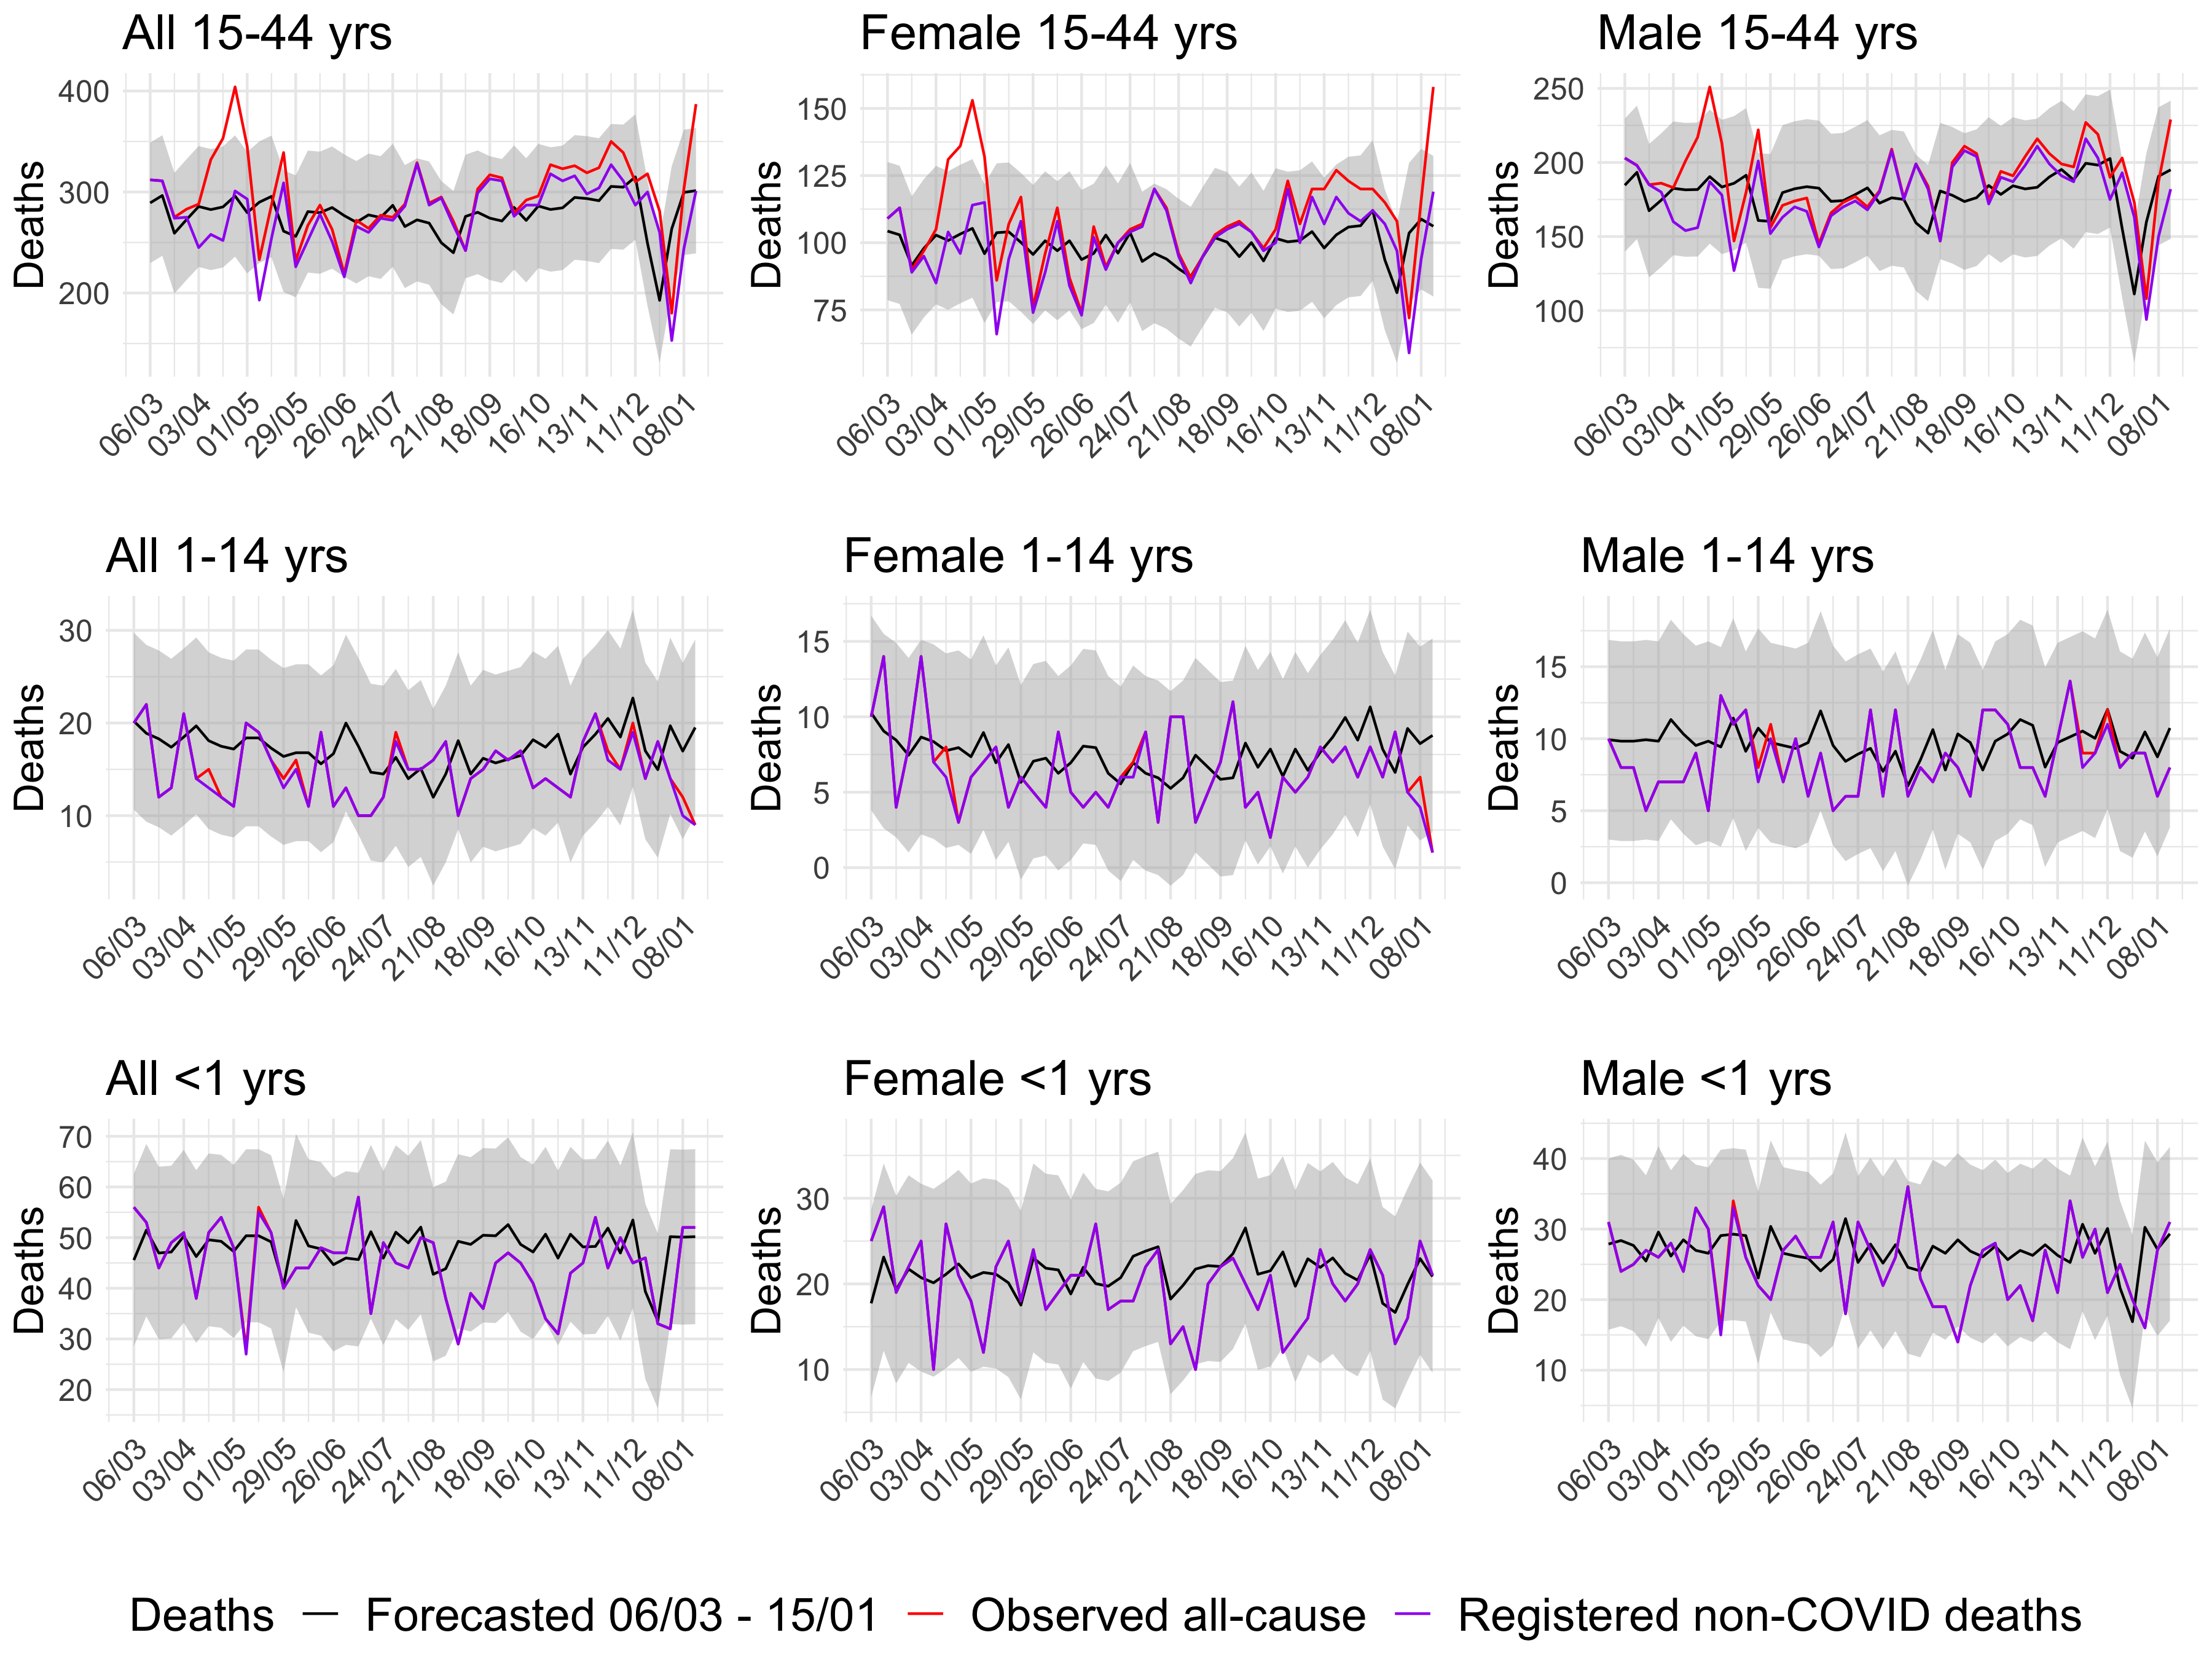 All 15-44 yrs
Female 15-44 yrs
Male 15-44 yrs
Deaths
400
300
200
06/03 03/04 01/05 29/05 26/06 24/07 21/08 18/09 16/10 13/11 11/12 08/01
Deaths
150
125
100
75
06/03 03/04 01/05 29/05 26/06 24/07 21/08 18/09 16/10 13/11 11/12 08/01
Deaths
250
200
150
100
06/03 03/04 01/05 29/05 26/06 24/07 21/08 18/09 16/10 13/11 11/12 08/01
All 1-14 yrs
Female 1-14 yrs
Male 1-14 yrs
Deaths
30
20
10
06/03 03/04 01/05 29/05 26/06 24/07 21/08 18/09 16/10 13/11 11/12 08/01
Deaths
15
10
5
0
06/03 03/04 01/05 29/05 26/06 24/07 21/08 18/09 16/10 13/11 11/12 08/01
Deaths
15
10
5
0
06/03 03/04 01/05 29/05 26/06 24/07 21/08 18/09 16/10 13/11 11/12 08/01
All <1 yrs
Female <1 yrs
Male <1 yrs
Deaths
70
60
50
40
30
20
06/03 03/04 01/05 29/05 26/06 24/07 21/08 18/09 16/10 13/11 11/12 08/01
Deaths
30
20
10
06/03 03/04 01/05 29/05 26/06 24/07 21/08 18/09 16/10 13/11 11/12 08/01
Deaths
40
30
20
10
06/03 03/04 01/05 29/05 26/06 24/07 21/08 18/09 16/10 13/11 11/12 08/01
Deaths Forecasted 06/03 - 15/01 Observed all-cause Registered non-COVID deaths